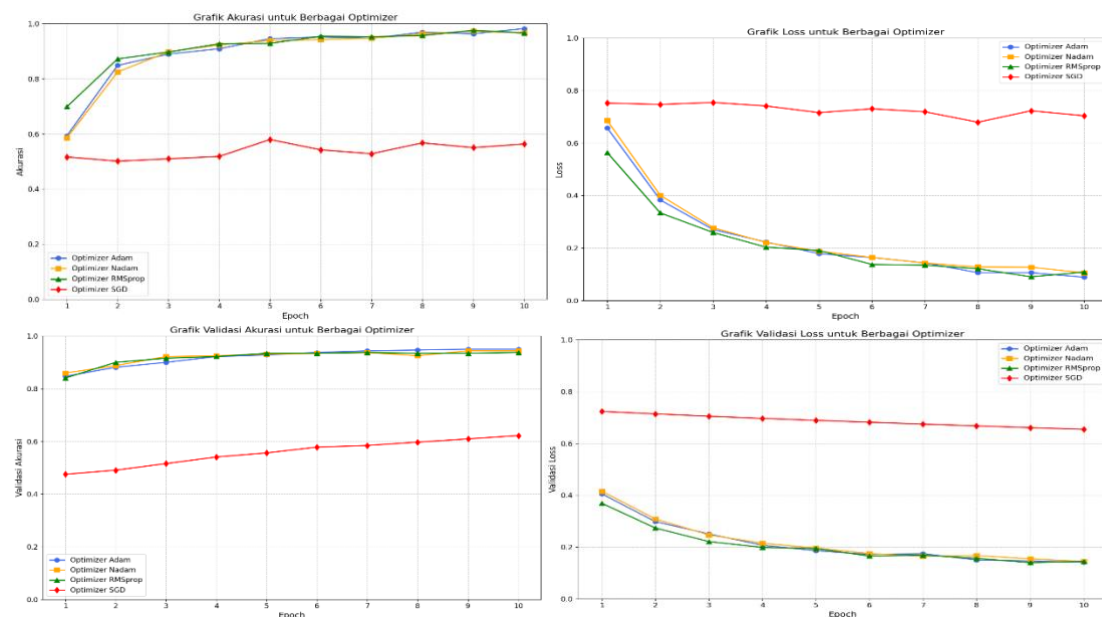 Grafik Akurasi untuk Berbagai Optimizer
1.0
0.8
0.6
0.4
0.2
0.0
Akurasi
Optimizer Adam
Optimizer Nadam
Optimizer RMSprop
Optimizer SGD
1 2 3 4 5 6 7 8 9 10
Epoch
Grafik Loss untuk Berbagai Optimizer
1.0
0.8
0.6
0.4
0.2
0.0
Loss
Optimizer Adam
Optimizer Nadam
Optimizer RMSprop
Optimizer SGD
1 2 3 4 5 6 7 8 9 10
Epoch
Grafik Validasi Akurasi untuk Berbagai Optimizer
1.0
0.8
0.6
0.4
0.2
0.0
Validasi Akurasi
Optimizer Adam
Optimizer Nadam
Optimizer RMSprop
Optimizer SGD
1 2 3 4 5 6 7 8 9 10
Epoch
Grafik Validasi Loss untuk Berbagai Optimizer
1.0
0.8
0.6
0.4
0.2
0.0
Validasi Loss
Optimizer Adam
Optimizer Nadam
Optimizer RMSprop
Optimizer SGD
1 2 3 4 5 6 7 8 9 10
Epoch